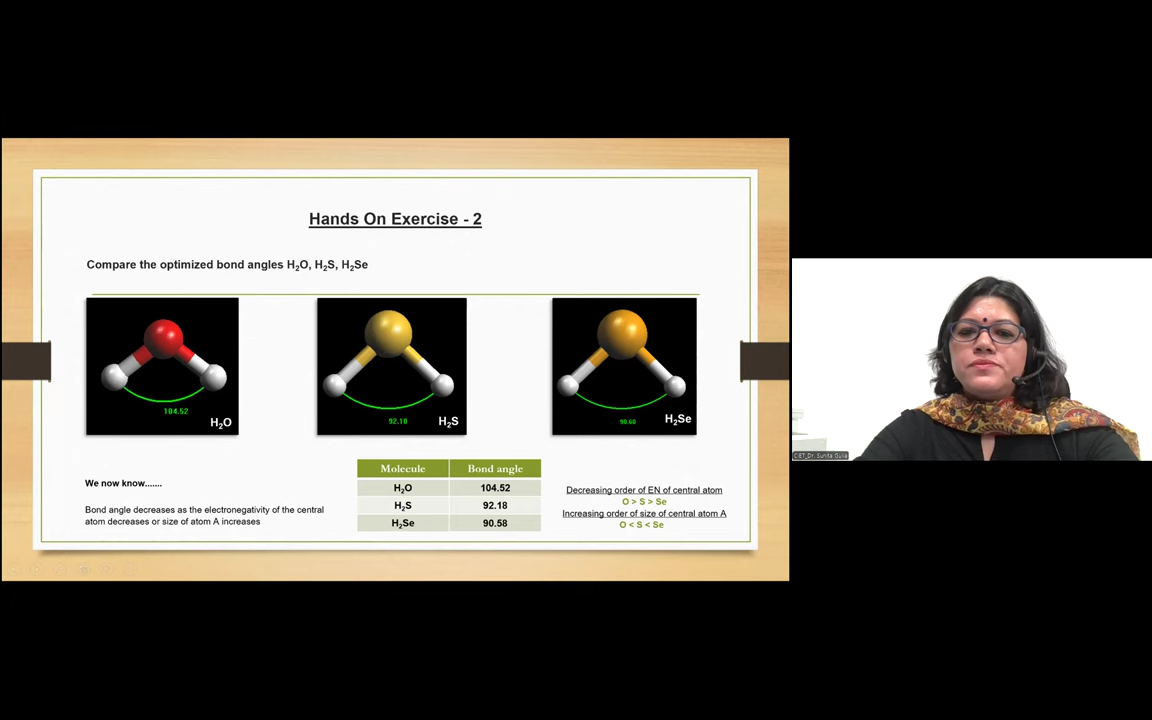 Hands On Exercise - 2
Compare the optimized bond angles H₂O, H₂S, H₂Se
104.52
H₂O
92.18
H₂S
90.60
H₂Se
We now know.......
Bond angle decreases as the electronegativity of the central
atom decreases or size of atom A increases
Molecule Bond angle
H₂O 104.52
H₂S 92.18
H₂Se 90.58
Decreasing order of EN of central atom
O > S > Se
Increasing order of size of central atom A
O < S < Se